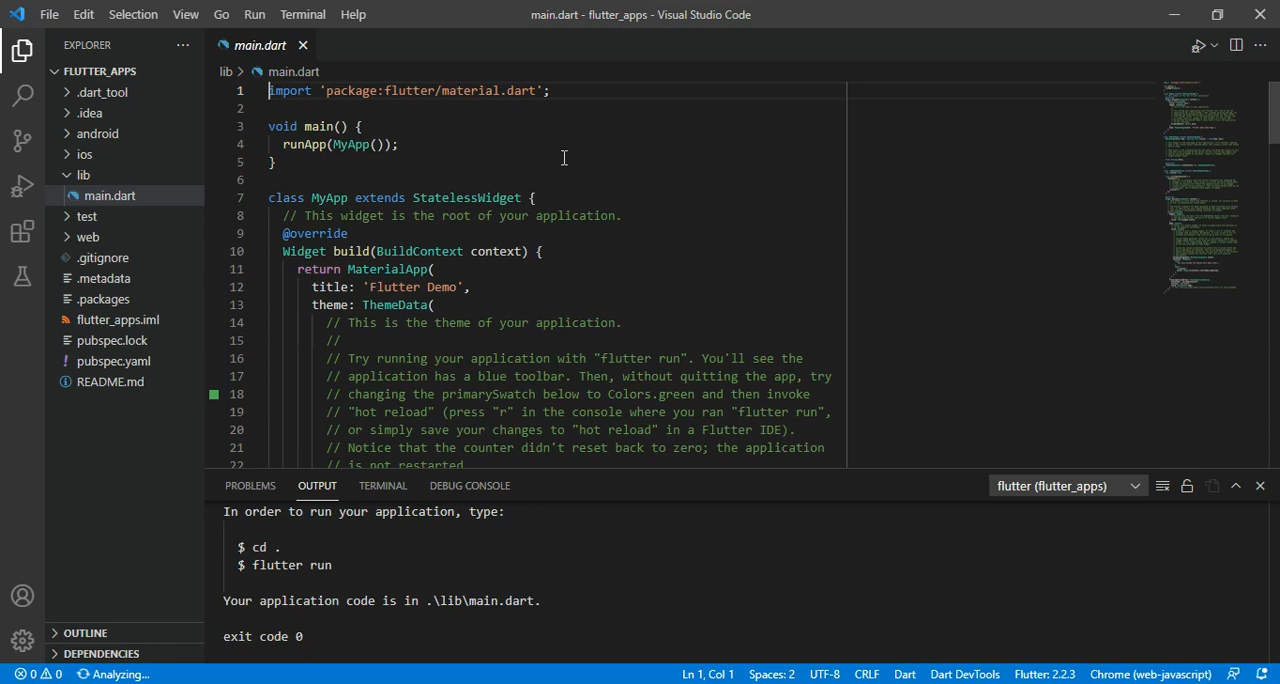 File Edit Selection View Go Run Terminal Help main.dart - flutter_apps - Visual Studio Code
EXPLORER
FLUTTER_APPS
.dart_tool
.idea
android
ios
lib
main.dart
test
web
.gitignore
.metadata
.packages
flutter_apps.iml
pubspec.lock
pubspec.yaml
README.md
OUTLINE
DEPENDENCIES
main.dart
lib > main.dart
1 import 'package:flutter/material.dart';
2
3 void main() {
4 runApp(MyApp());
5 }
6
7 class MyApp extends StatelessWidget {
8 // This widget is the root of your application.
9 @override
10 Widget build(BuildContext context) {
11 return MaterialApp(
12 title: 'Flutter Demo',
13 theme: ThemeData(
14 // This is the theme of your application.
15 //
16 // Try running your application with "flutter run". You'll see the
17 // application has a blue toolbar. Then, without quitting the app, try
18 // changing the primarySwatch below to Colors.green and then invoke
19 // "hot reload" (press "r" in the console where you ran "flutter run",
20 // or simply save your changes to "hot reload" in a Flutter IDE).
21 // Notice that the counter didn't reset back to zero; the application
22 // is not restarted
PROBLEMS OUTPUT TERMINAL DEBUG CONSOLE flutter (flutter_apps)
In order to run your application, type:
$ cd .
$ flutter run
Your application code is in .\lib\main.dart.
exit code 0
0 0 Analyzing... Ln 1, Col 1 Spaces: 2 UTF-8 CRLF Dart Dart DevTools Flutter: 2.2.3 Chrome (web-javascript)